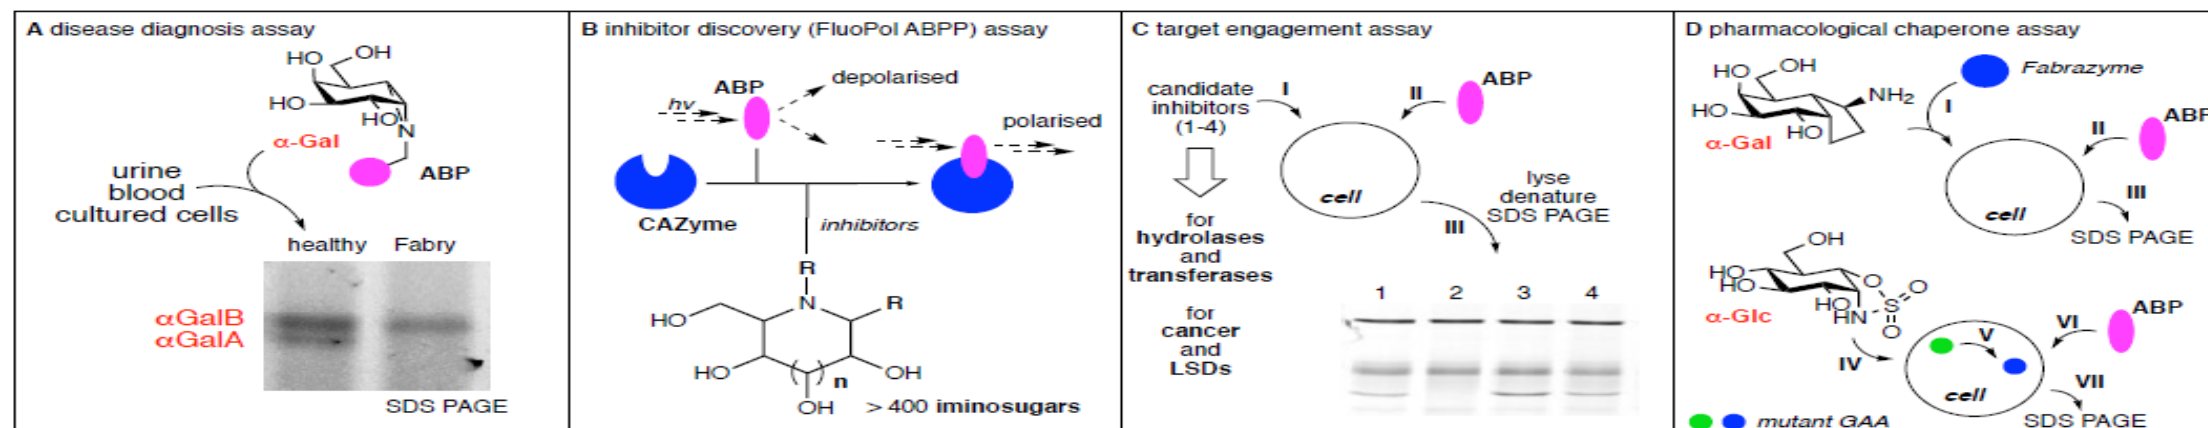 A disease diagnosis assay
HO
OH
HO
HO
N
α-Gal
ABP
urine
blood
cultured cells
healthy Fabry
αGalB
αGalA
SDS PAGE
B inhibitor discovery (FluoPol ABPP) assay
ABP
depolarised
hv
polarised
CAZyme
inhibitors
R
N
R
HO
HO
( ) n
OH
OH
> 400 iminosugars
C target engagement assay
candidate
inhibitors
(1-4)
I
II
ABP
cell
lyse
denature
SDS PAGE
III
for
hydrolases
and
transferases
for
cancer
and
LSDs
1 2 3 4
D pharmacological chaperone assay
HO
OH
HO
HO
NH2
α-Gal
Fabrazyme
I
II
ABP
cell
III
SDS PAGE
OH
HO
HO
HO
O
HN
S
O
O
α-Glc
IV
V
VI
ABP
cell
VII
SDS PAGE
mutant GAA